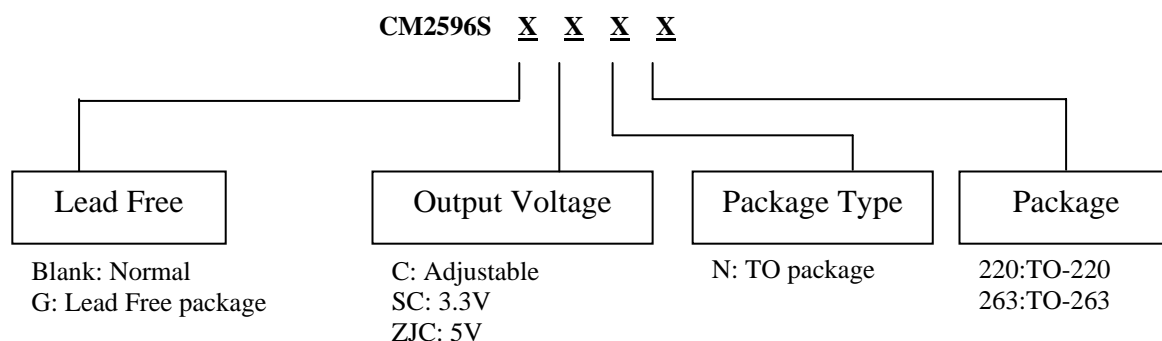 CM2596S X X X X
Lead Free
Output Voltage
Package Type
Package
Blank: Normal
G: Lead Free package
C: Adjustable
SC: 3.3V
ZJC: 5V
N: TO package
220:TO-220
263:TO-263